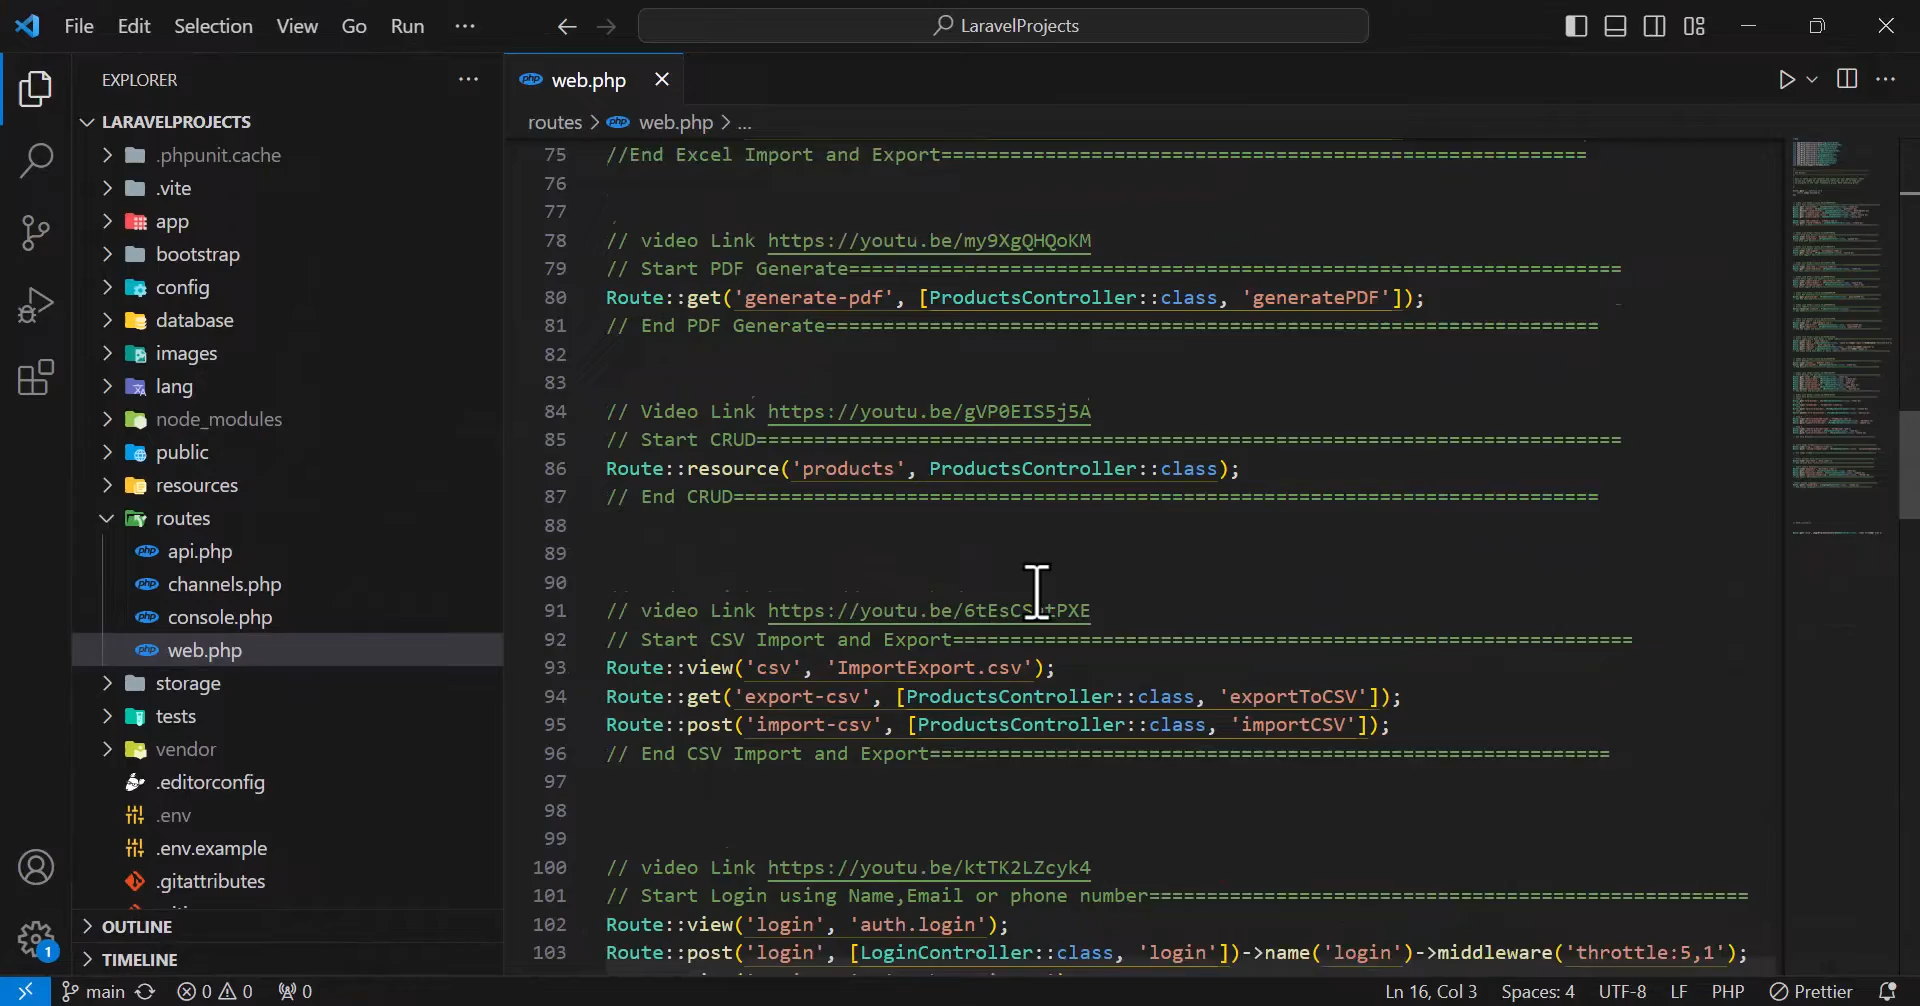 File Edit Selection View Go Run ··· LaravelProjects
EXPLORER ···
LARAVELPROJECTS
.phpunit.cache
.vite
app
bootstrap
config
database
images
lang
node_modules
public
resources
routes
php api.php
php channels.php
php console.php
php web.php
storage
tests
vendor
.editorconfig
.env
.env.example
.gitattributes
OUTLINE
TIMELINE
1
php web.php
routes > php web.php > ...
75 //End Excel Import and Export========================================================
76
77
78 // video Link https://youtu.be/my9XgQHQoKM
79 // Start PDF Generate===================================================================
80 Route::get('generate-pdf', [ProductsController::class, 'generatePDF']);
81 // End PDF Generate===================================================================
82
83
84 // Video Link https://youtu.be/gVP0EIS5j5A
85 // Start CRUD===========================================================================
86 Route::resource('products', ProductsController::class);
87 // End CRUD===========================================================================
88
89
90
91 // video Link
92 // Start CSV Import and Export===========================================================
93 Route::view('csv', 'ImportExport.csv');
94 Route::get('export-csv', [ProductsController::class, 'exportToCSV']);
95 Route::post('import-csv', [ProductsController::class, 'importCSV']);
96 // End CSV Import and Export===========================================================
97
98
99
100 // video Link https://youtu.be/ktTK2LZcyk4
101 // Start Login using Name,Email or phone number====================================================
102 Route::view('login', 'auth.login');
103 Route::post('login', [LoginController::class, 'login'])->name('login')->middleware('throttle:5,1');
main 0 0 0 Ln 16, Col 3 Spaces: 4 UTF-8 LF PHP Prettier